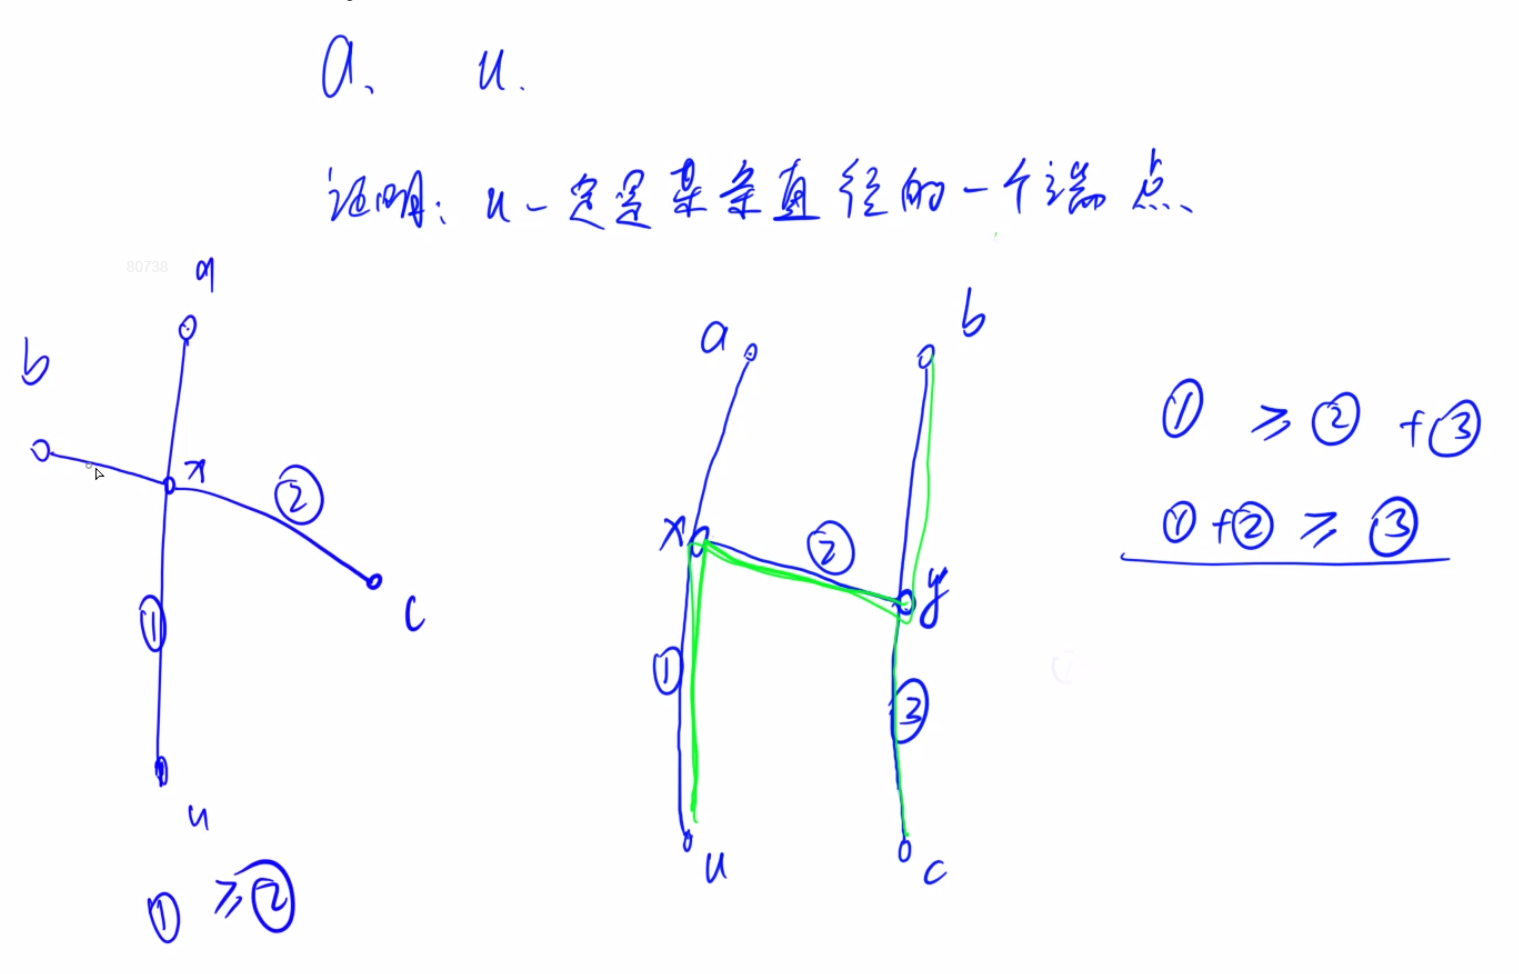 a、 u.
证明：u一定是某条直径的一个端点、
80738
a
b
x
②
①
c
u
① ≥ ②
a
b
x
②
y
①
③
u
c
① ≥ ② + ③
① + ② ≥ ③